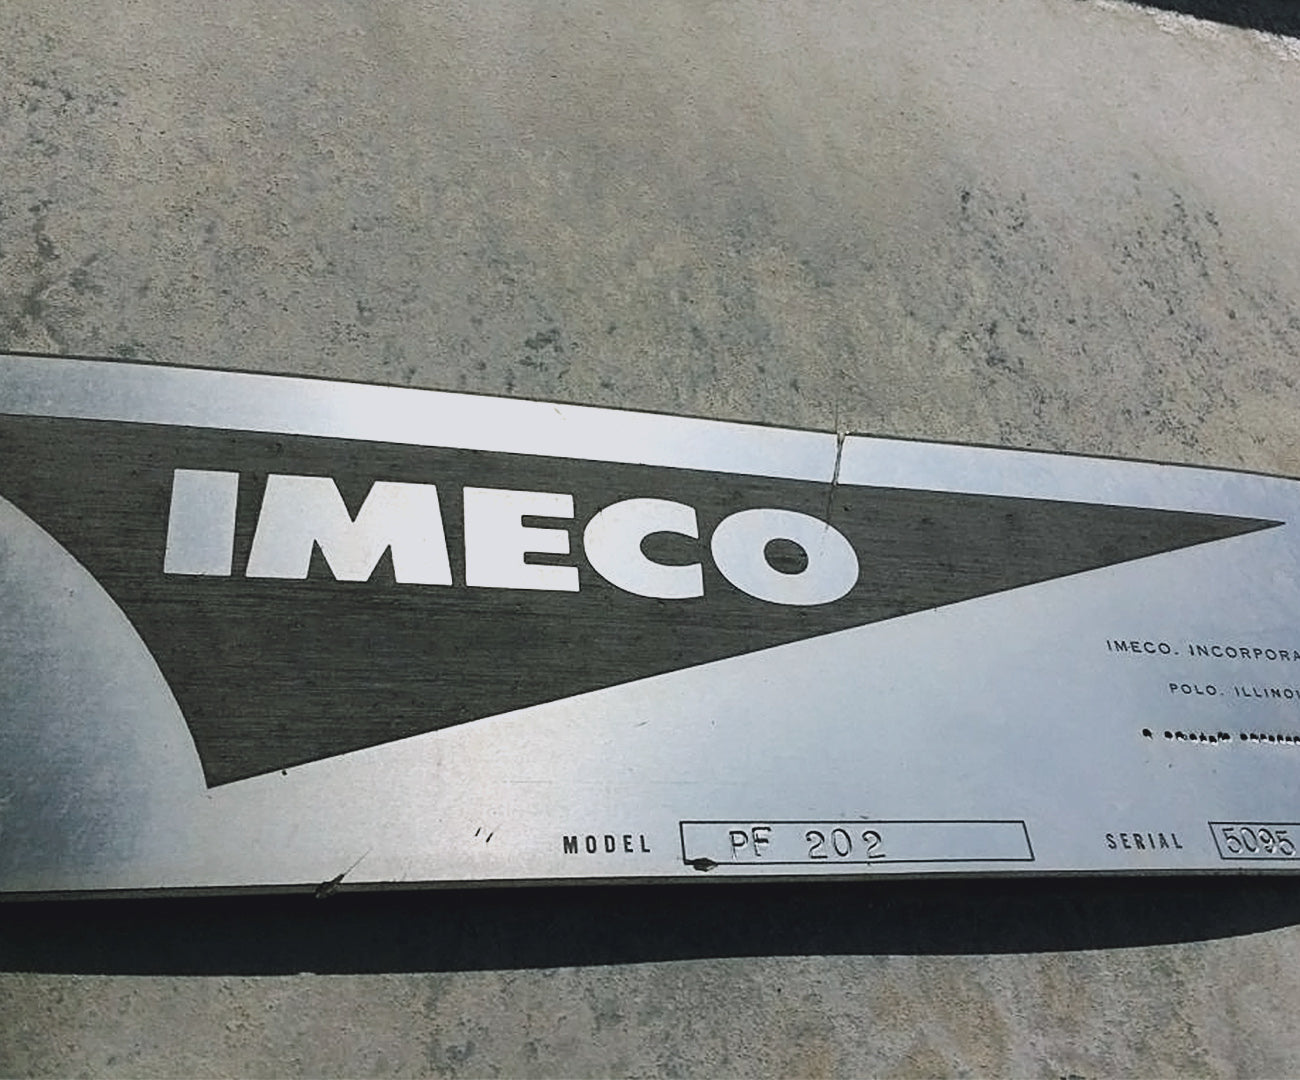 IMECO
IMECO. INCORPORA
POLO. ILLINOI
MODEL PF 202 SERIAL 5095